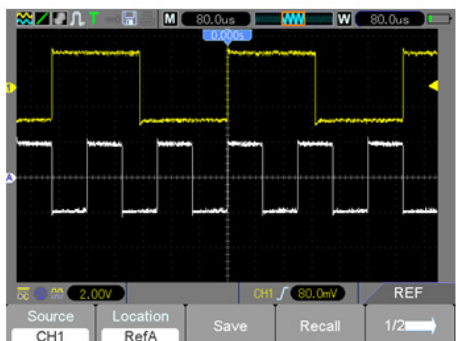 T M 80.0us W 80.0us
0.000s
1
A
DC 2.00V CH1 80.0mV REF
Source Location Save Recall 1/2
CH1 RefA